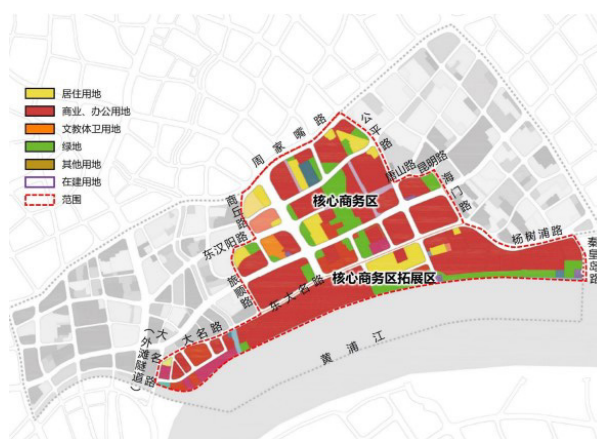 居住用地
商业、办公用地
文教体卫用地
绿地
其他用地
在建用地
范围
周家嘴路
公平路
唐山路
昆明路
商丘路
核心商务区
海门路
东汉阳路
杨树浦路
秦皇岛路
旅顺路
东大名路
核心商务区拓展区
大名路
大名路
(外滩隧道)
黄浦江